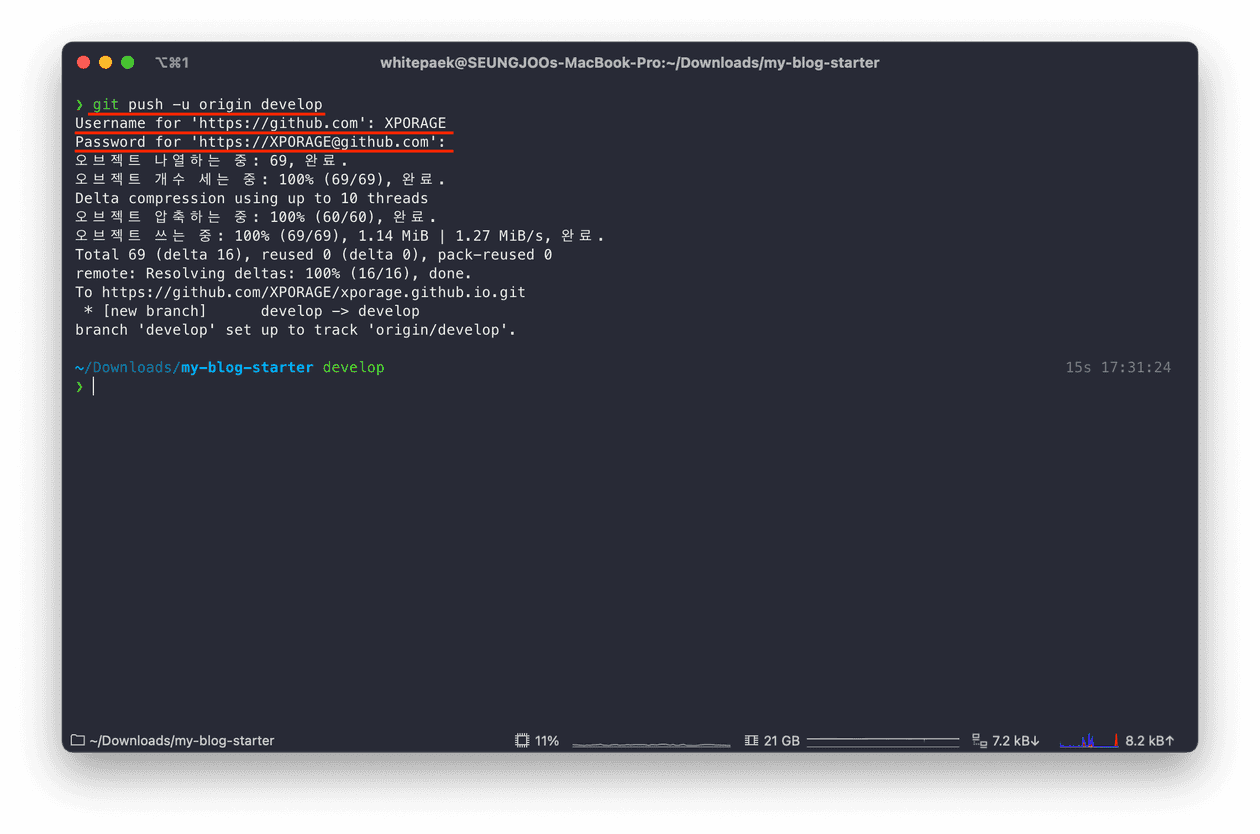 ⌥⌘1 whitepaek@SEUNGJOOs-MacBook-Pro:~/Downloads/my-blog-starter
❯ git push -u origin develop
Username for 'https://github.com': XPORAGE
Password for 'https://XPORAGE@github.com':
오브젝트 나열하는 중: 69, 완료.
오브젝트 개수 세는 중: 100% (69/69), 완료.
Delta compression using up to 10 threads
오브젝트 압축하는 중: 100% (60/60), 완료.
오브젝트 쓰는 중: 100% (69/69), 1.14 MiB | 1.27 MiB/s, 완료.
Total 69 (delta 16), reused 0 (delta 0), pack-reused 0
remote: Resolving deltas: 100% (16/16), done.
To https://github.com/XPORAGE/xporage.github.io.git
 * [new branch]      develop -> develop
branch 'develop' set up to track 'origin/develop'.
~/Downloads/my-blog-starter develop 15s 17:31:24
❯
~/Downloads/my-blog-starter 11% 21 GB 7.2 kB↓ 8.2 kB↑